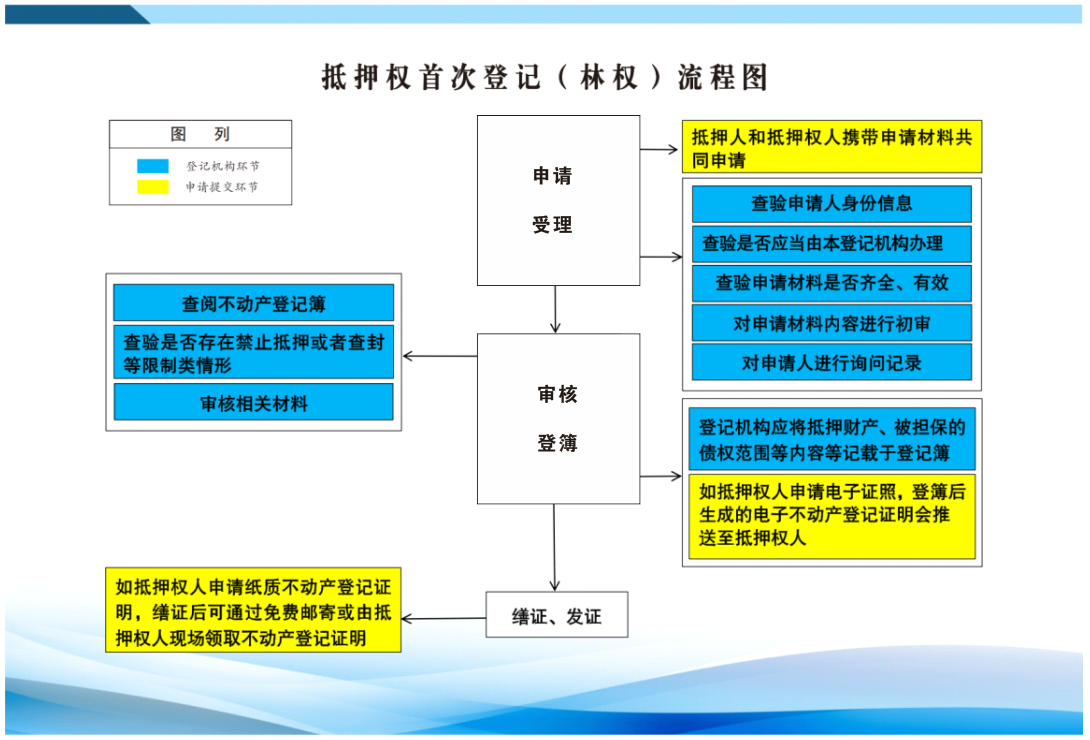 抵押权首次登记（林权）流程图
图 列
登记机构环节
申请提交环节
申请
受理
抵押人和抵押权人携带申请材料共
同申请
查验申请人身份信息
查验是否应当由本登记机构办理
查验申请材料是否齐全、有效
对申请材料内容进行初审
对申请人进行询问记录
查阅不动产登记簿
查验是否存在禁止抵押或者查封
等限制类情形
审核相关材料
审核
登簿
登记机构应将抵押财产、被担保的
债权范围等内容等记载于登记簿
如抵押权人申请电子证照，登簿后
生成的电子不动产登记证明会推
送至抵押权人
缮证、发证
如抵押权人申请纸质不动产登记证
明，缮证后可通过免费邮寄或由抵
押权人现场领取不动产登记证明